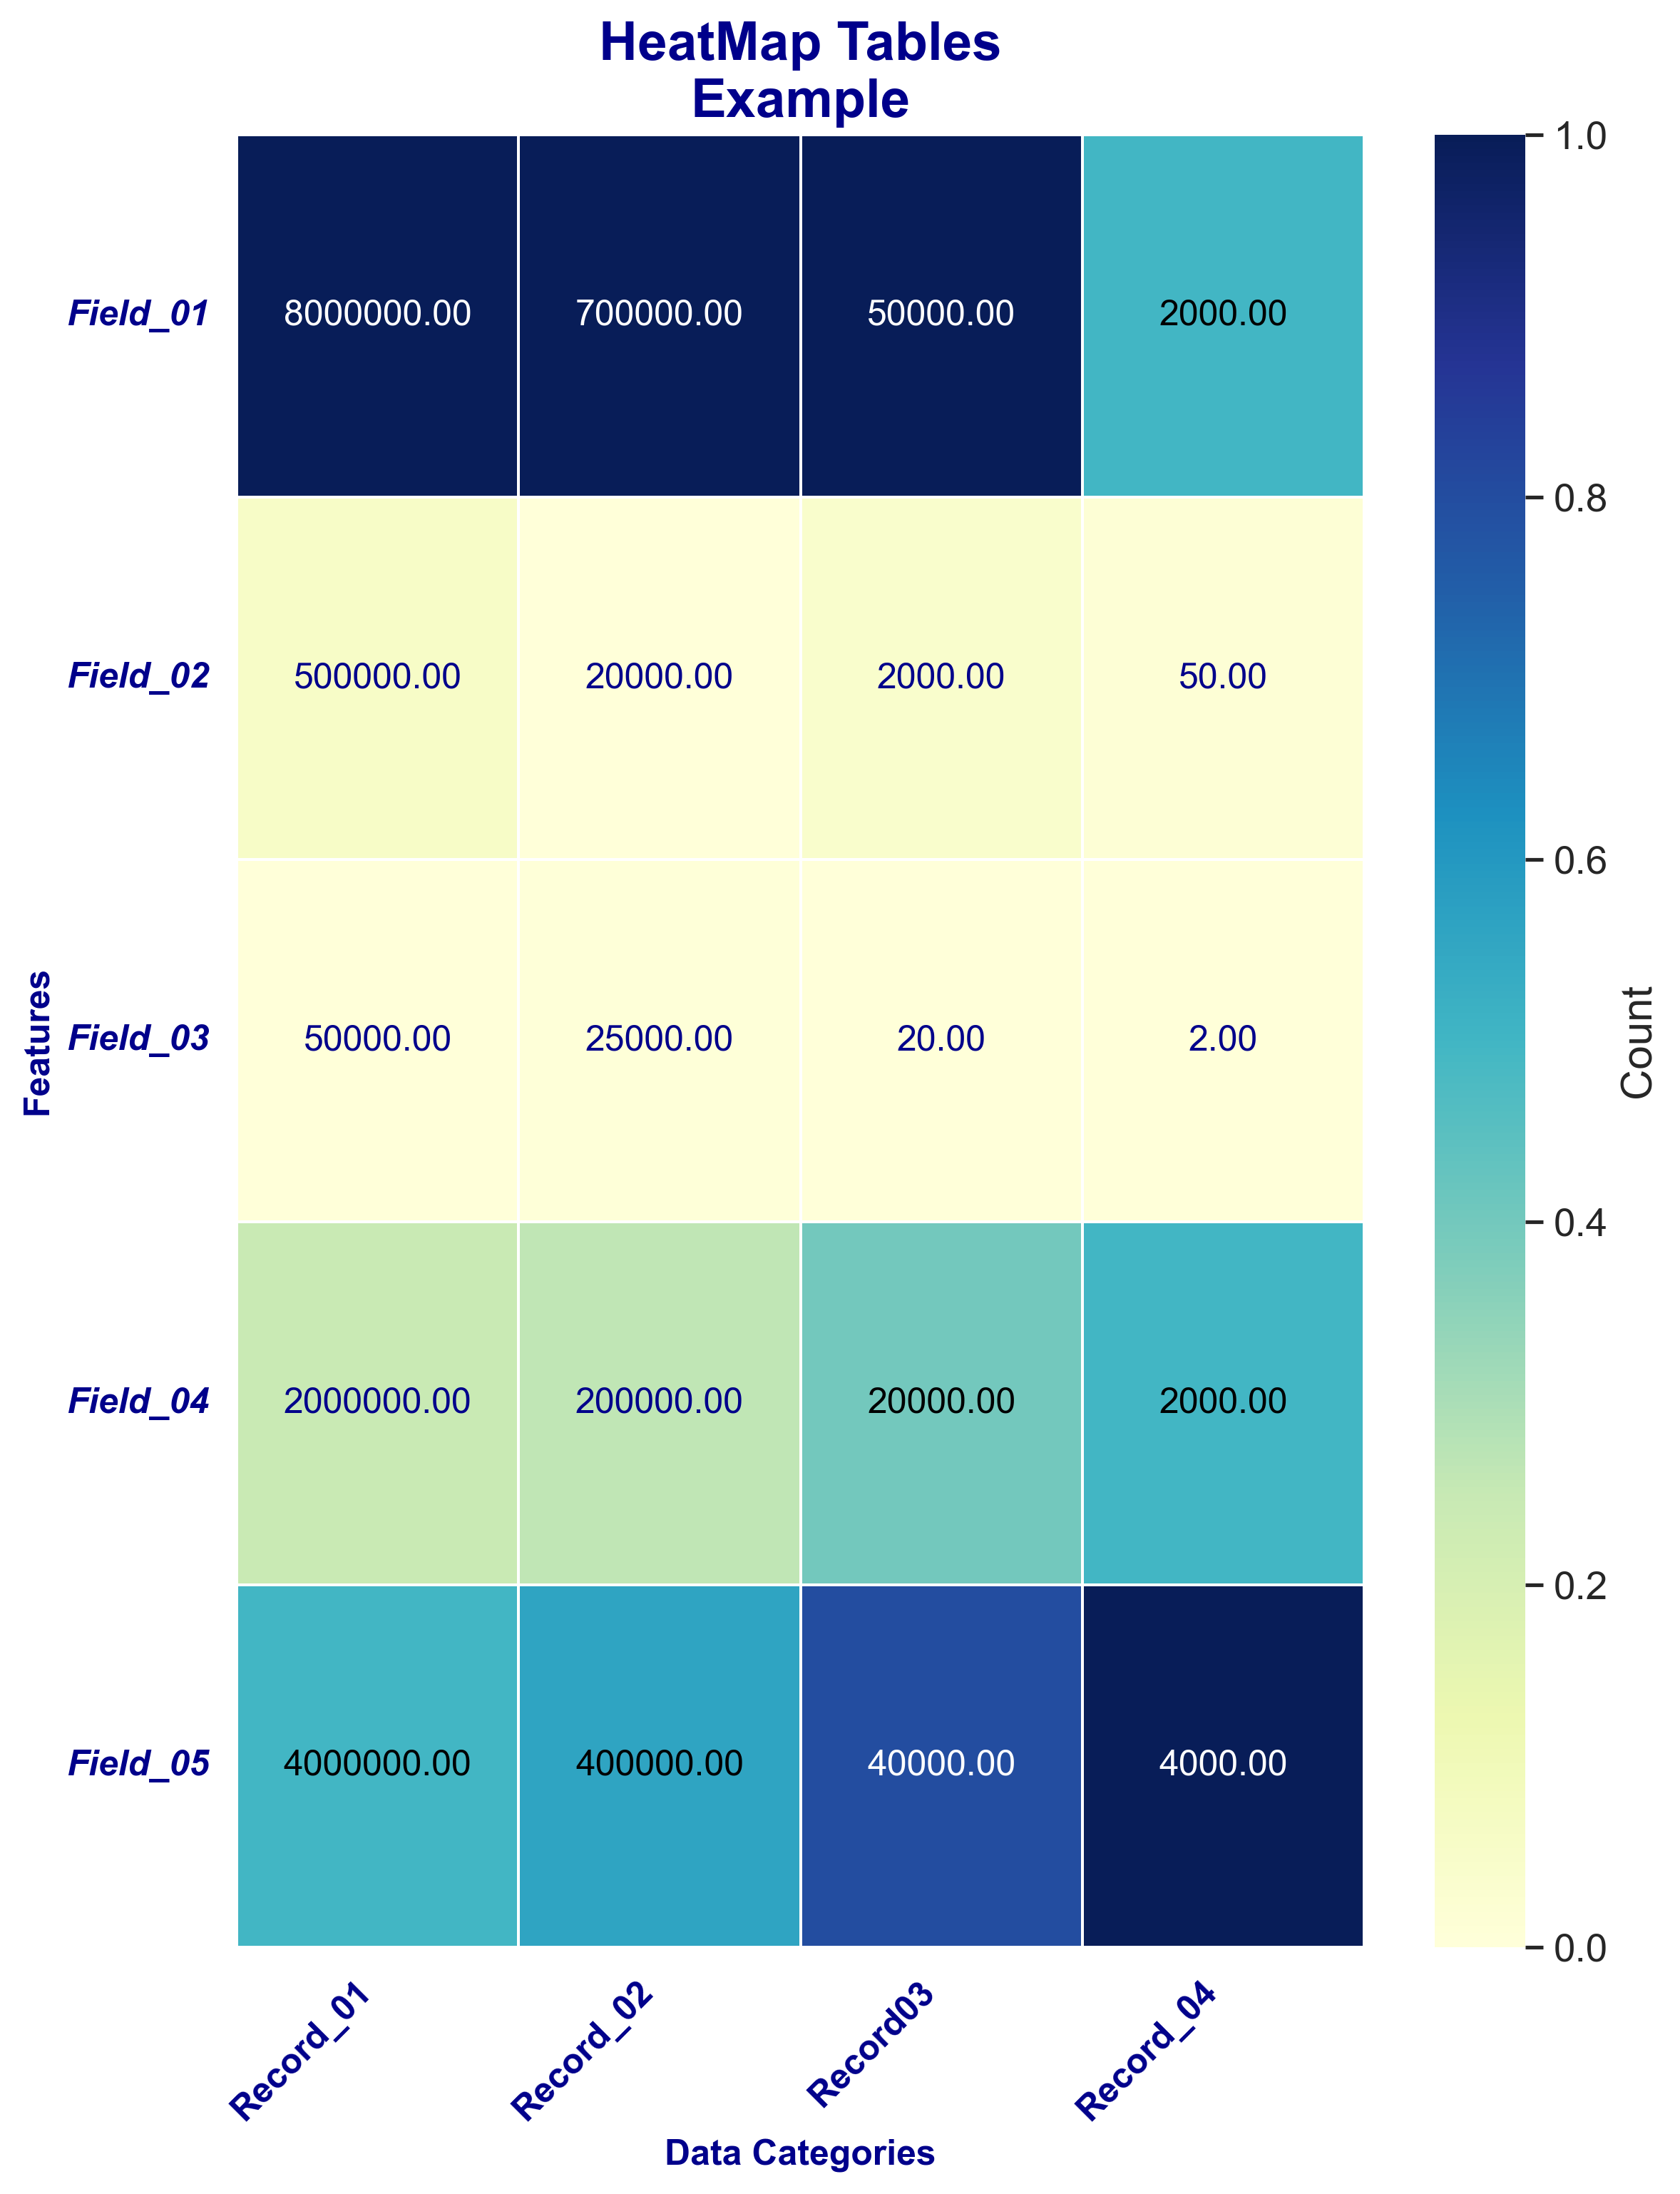 HeatMap Tables
Example
Field_01 8000000.00 700000.00 50000.00 2000.00
Field_02 500000.00 20000.00 2000.00 50.00
Field_03 50000.00 25000.00 20.00 2.00
Field_04 2000000.00 200000.00 20000.00 2000.00
Field_05 4000000.00 400000.00 40000.00 4000.00
Features
Record_01 Record_02 Record03 Record_04
Data Categories
1.0
0.8
0.6
0.4
0.2
0.0
Count